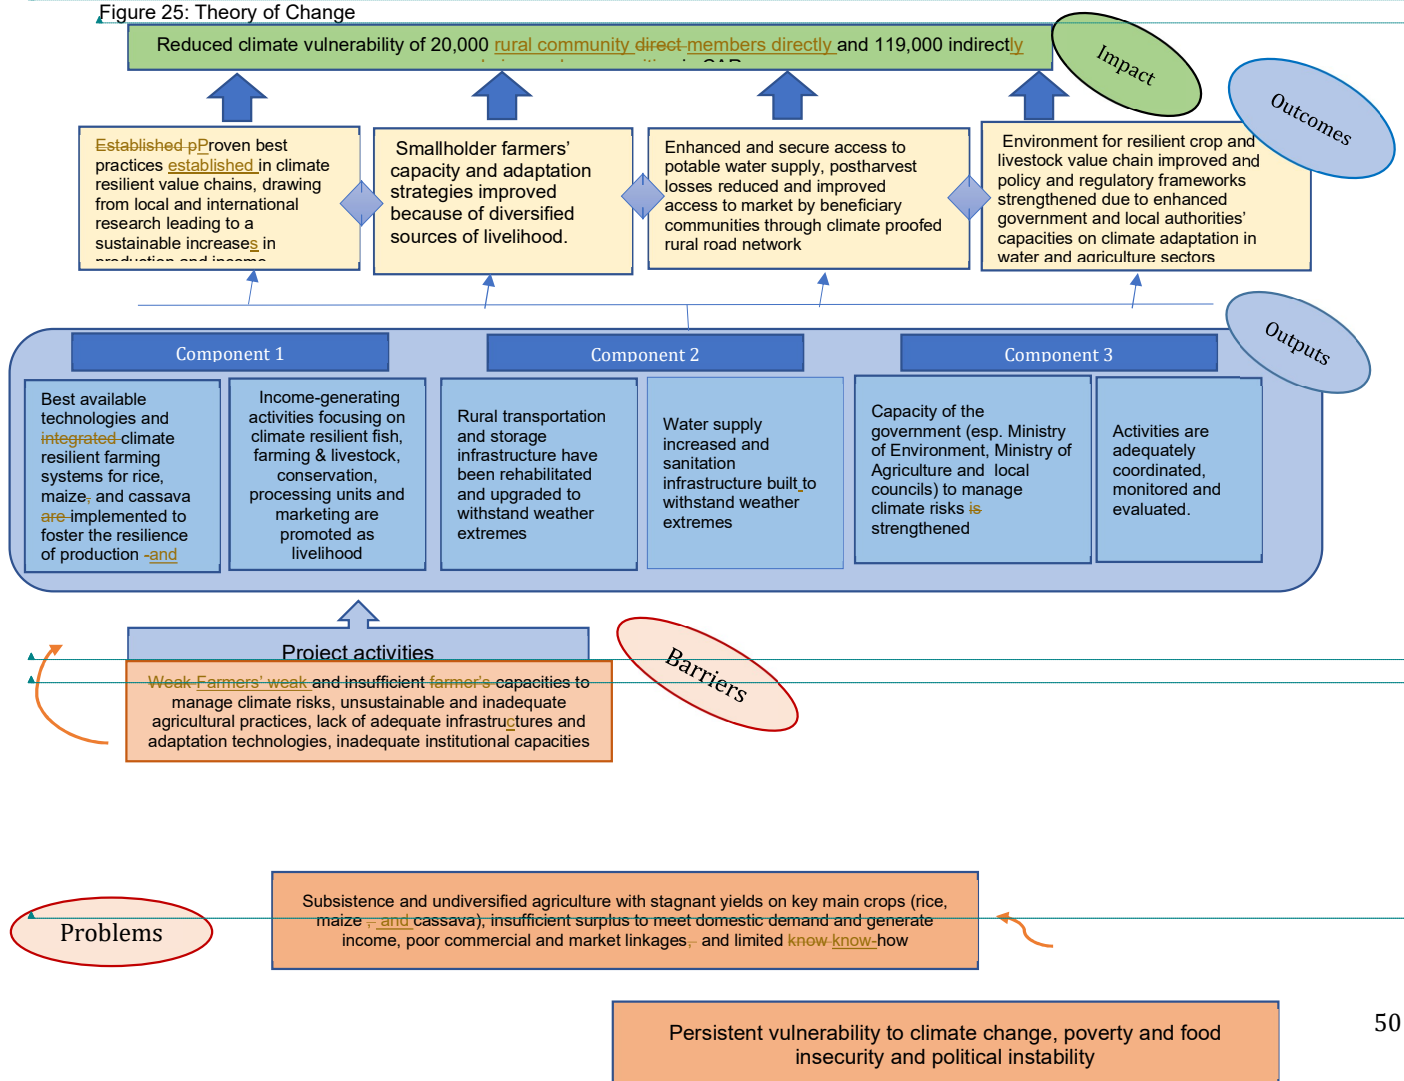 Figure 25: Theory of Change
Reduced climate vulnerability of 20,000 rural community direct members directly and 119,000 indirectly
Impact
Outcomes
Established pProven best
practices established in climate
resilient value chains, drawing
from local and international
research leading to a
sustainable increases in
production and income
Smallholder farmers’
capacity and adaptation
strategies improved
because of diversified
sources of livelihood.
Enhanced and secure access to
potable water supply, postharvest
losses reduced and improved
access to market by beneficiary
communities through climate proofed
rural road network
Environment for resilient crop and
livestock value chain improved and
policy and regulatory frameworks
strengthened due to enhanced
government and local authorities’
capacities on climate adaptation in
water and agriculture sectors
Outputs
Component 1
Component 2
Component 3
Best available
technologies and
integrated climate
resilient farming
systems for rice,
maize, and cassava
are implemented to
foster the resilience
of production -and
Income-generating
activities focusing on
climate resilient fish,
farming & livestock,
conservation,
processing units and
marketing are
promoted as
livelihood
Rural transportation
and storage
infrastructure have
been rehabilitated
and upgraded to
withstand weather
extremes
Water supply
increased and
sanitation
infrastructure built to
withstand weather
extremes
Capacity of the
government (esp. Ministry
of Environment, Ministry of
Agriculture and local
councils) to manage
climate risks is
strengthened
Activities are
adequately
coordinated,
monitored and
evaluated.
Project activities
Barriers
Weak Farmers’ weak and insufficient farmer’s capacities to
manage climate risks, unsustainable and inadequate
agricultural practices, lack of adequate infrastructures and
adaptation technologies, inadequate institutional capacities
Problems
Subsistence and undiversified agriculture with stagnant yields on key main crops (rice,
maize , and cassava), insufficient surplus to meet domestic demand and generate
income, poor commercial and market linkages, and limited know know-how
Persistent vulnerability to climate change, poverty and food
insecurity and political instability
50